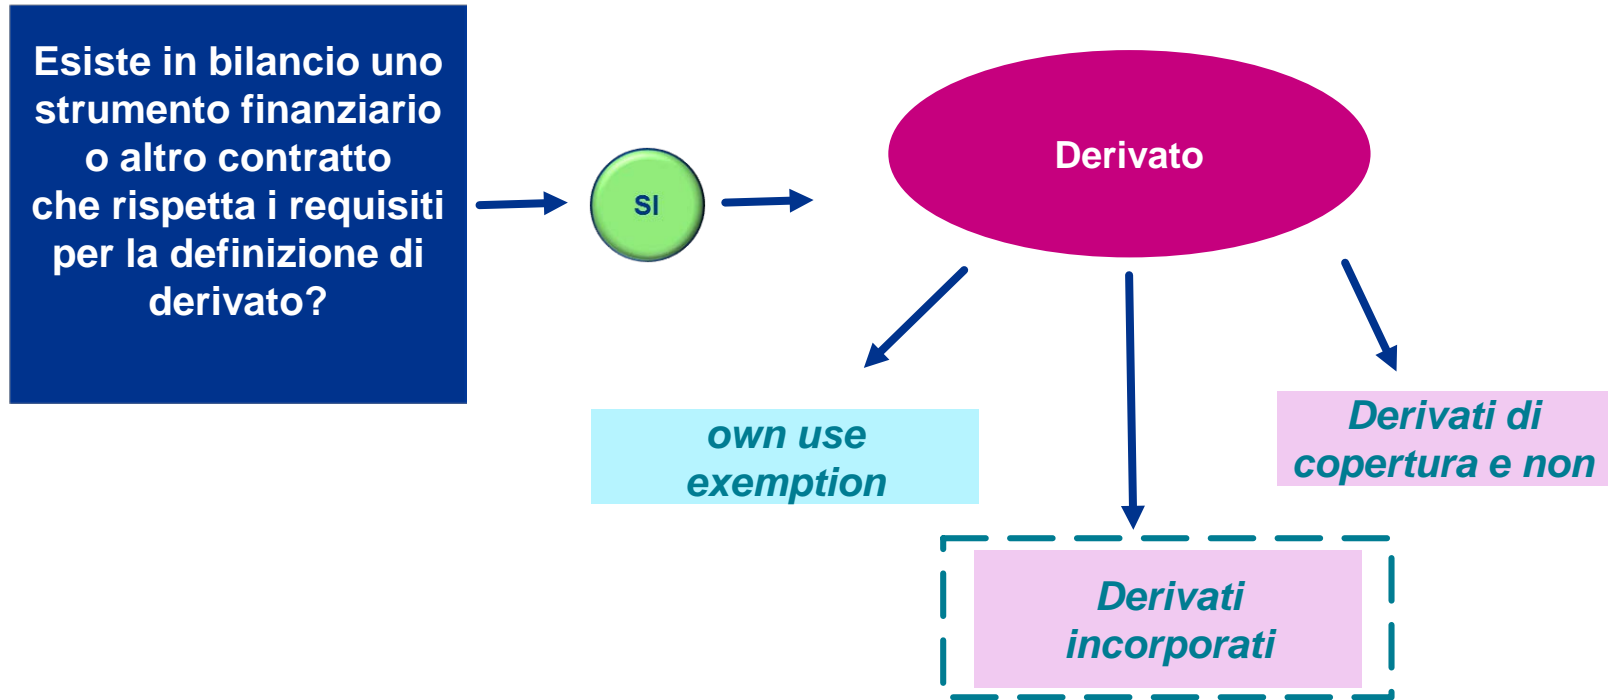 Esiste in bilancio uno
strumento finanziario
o altro contratto
che rispetta i requisiti
per la definizione di
derivato?
SI
Derivato
own use
exemption
Derivati di
copertura e non
Derivati
incorporati